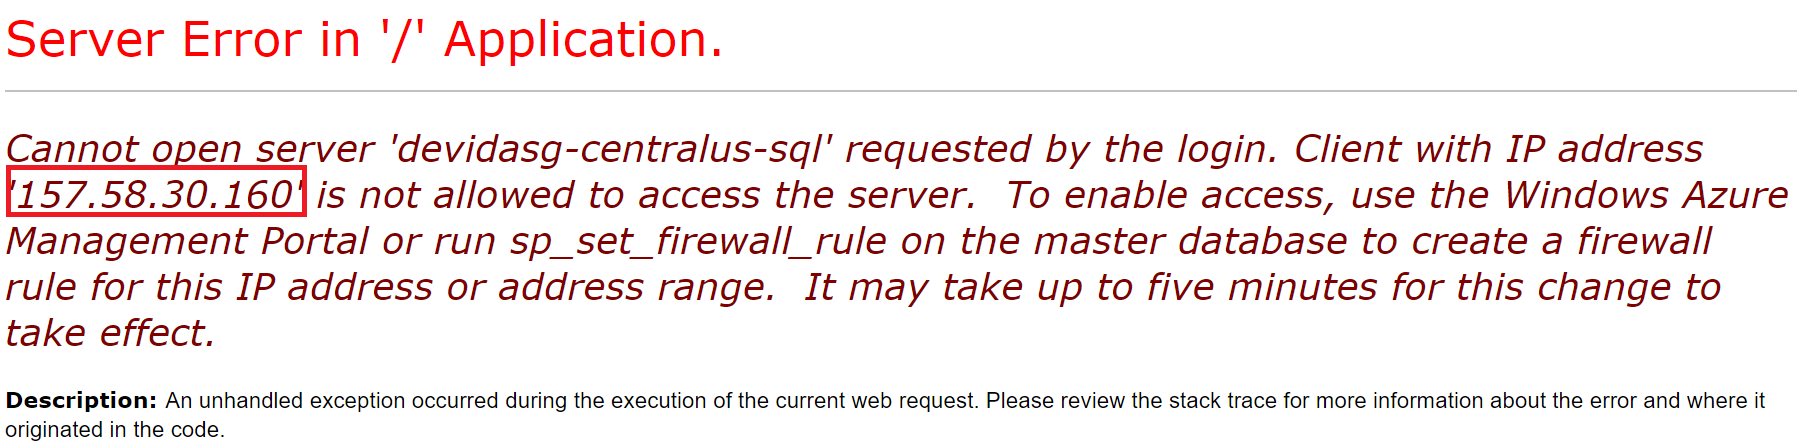 Server Error in '/' Application.
Cannot open server 'devidasg-centralus-sql' requested by the login. Client with IP address
'157.58.30.160' is not allowed to access the server.  To enable access, use the Windows Azure
Management Portal or run sp_set_firewall_rule on the master database to create a firewall
rule for this IP address or address range.  It may take up to five minutes for this change to
take effect.
Description: An unhandled exception occurred during the execution of the current web request. Please review the stack trace for more information about the error and where it
originated in the code.